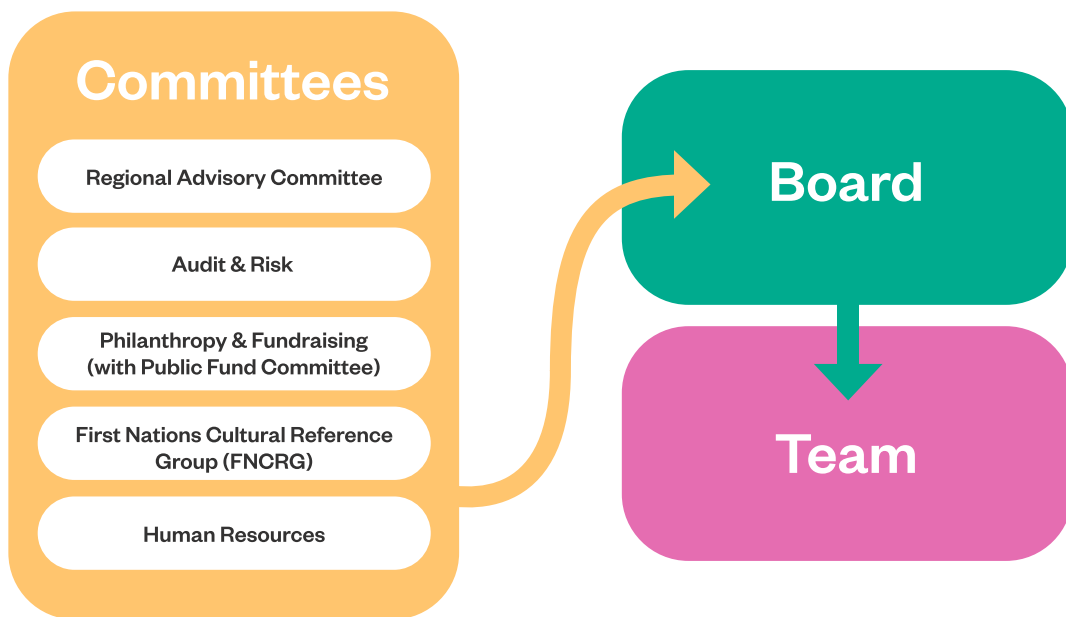 Committees
Regional Advisory Committee
Audit & Risk
Philanthropy & Fundraising
(with Public Fund Committee)
First Nations Cultural Reference
Group (FNCRG)
Human Resources
Board
Team